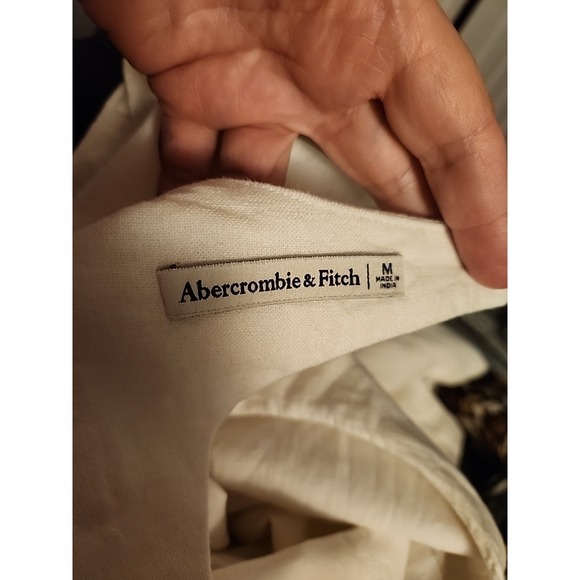 Abercrombie & Fitch | M
MADE IN
INDIA